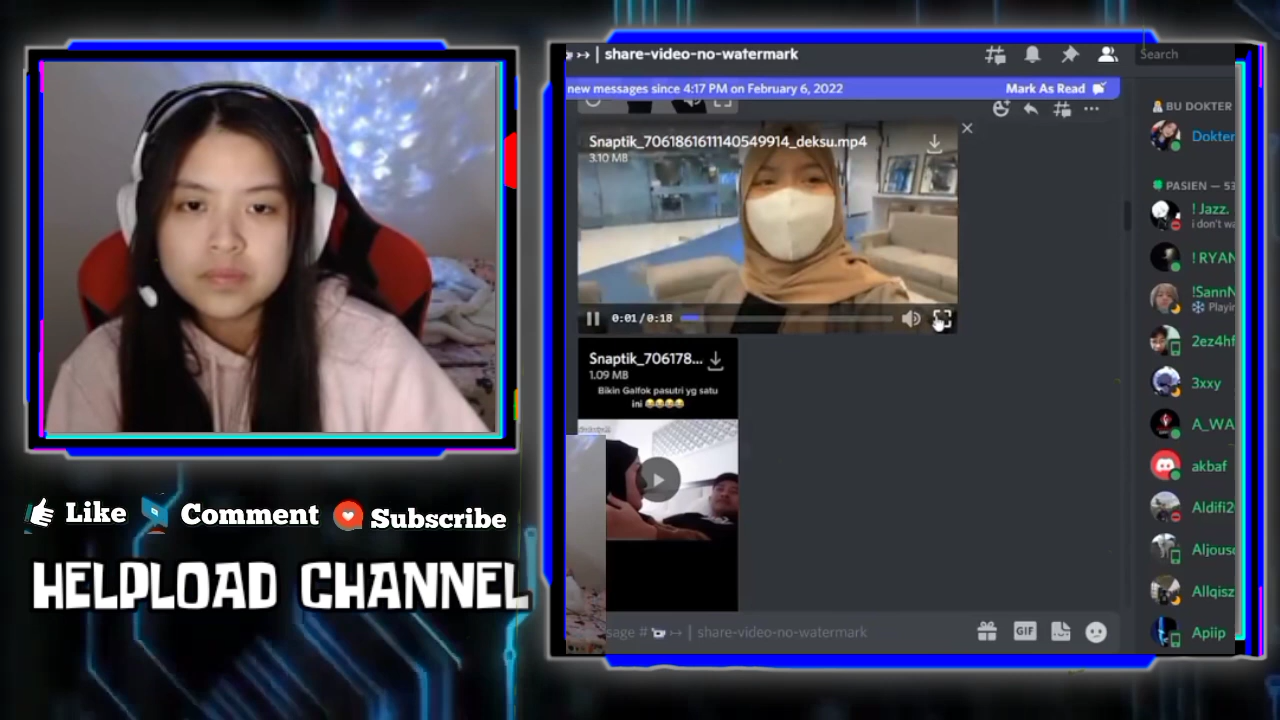 | share-video-no-watermark
Search
new messages since 4:17 PM on February 6, 2022
Mark As Read
Snaptik_7061861611140549914_deksu.mp4
3.10 MB
0:01/0:18
Snaptik_706178...
1.09 MB
Bikin Galfok pasutri yg satu
ini 😂😂😂😂
sage # | share-video-no-watermark
GIF
BU DOKTER
Dokter
PASIEN — 53
! Jazz.
i don't wa
! RYAN
!SannN
Playin
2ez4hf
3xxy
A_WA
akbaf
Aldifi2
Aljouso
Allqisz
Apiip
Like
Comment
Subscribe
HELPLOAD CHANNEL